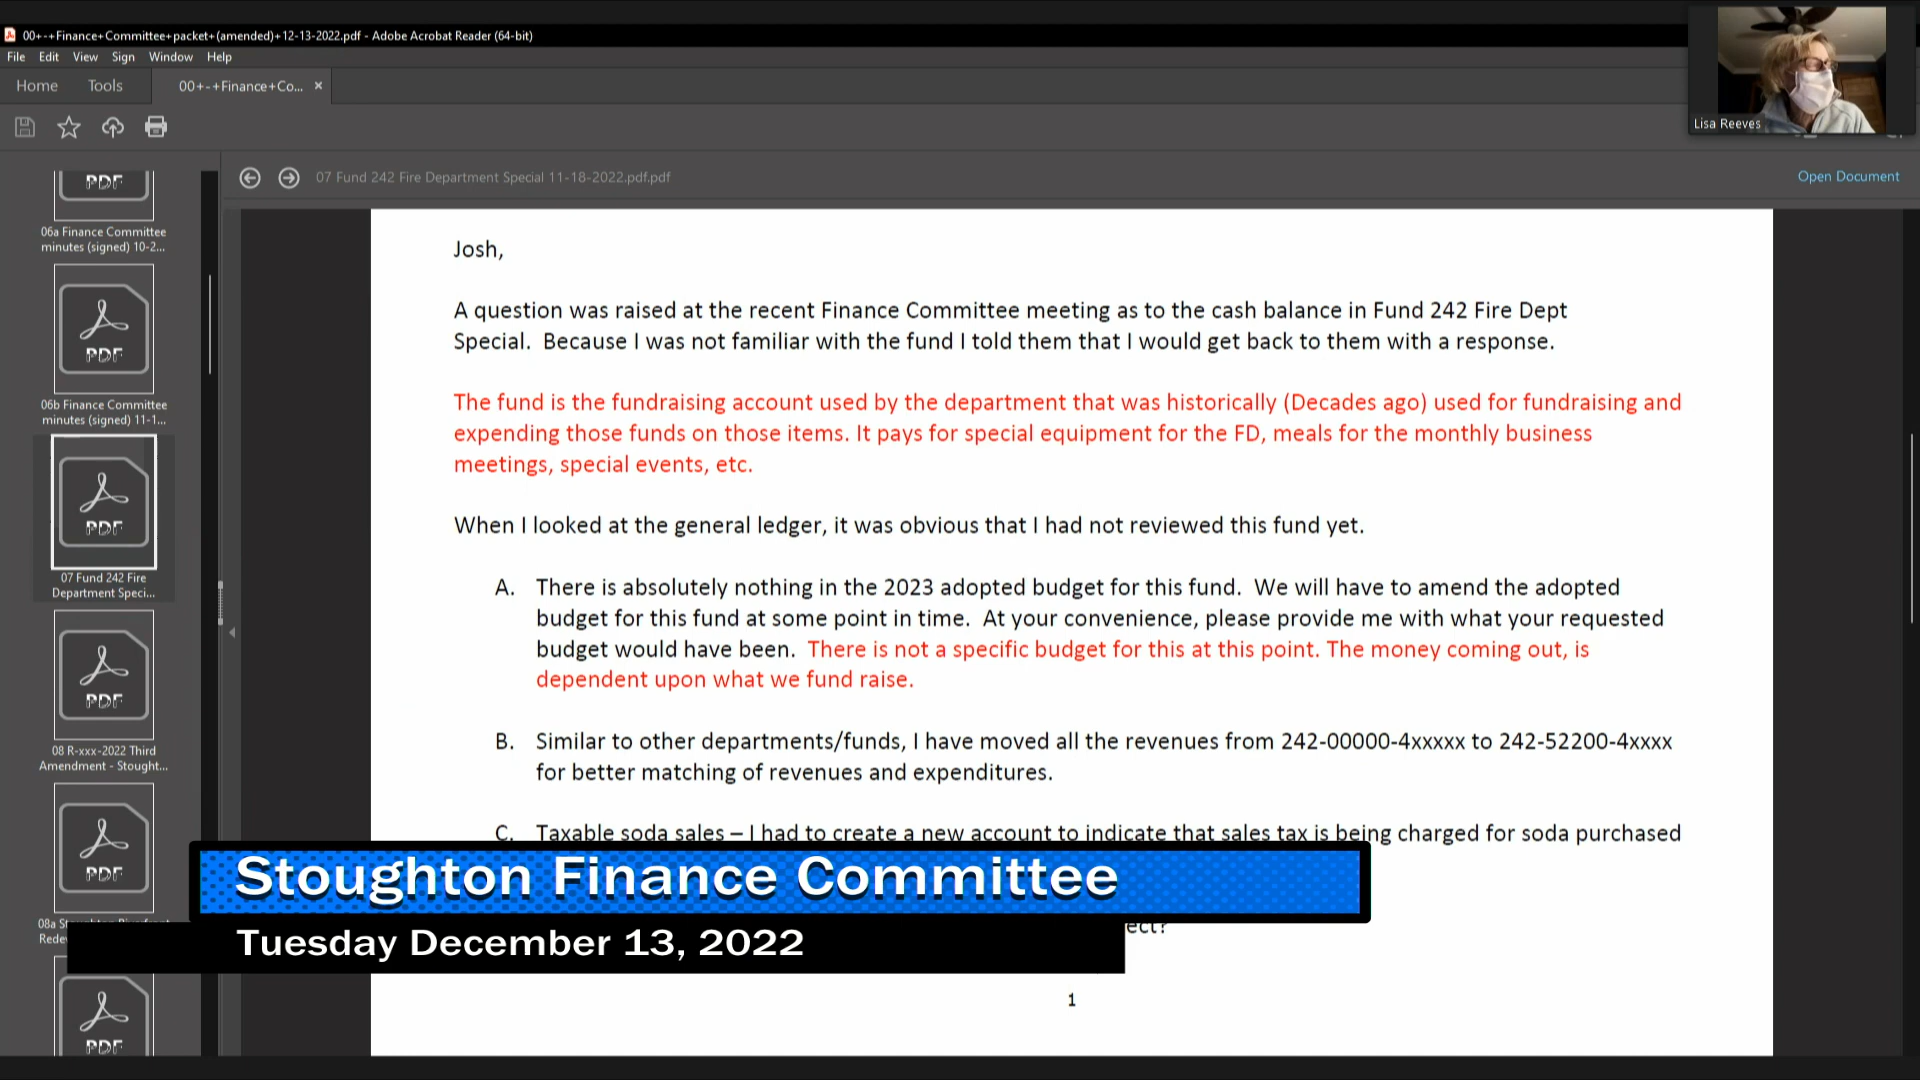 00+-+Finance+Committee+packet+(amended)+12-13-2022.pdf - Adobe Acrobat Reader (64-bit)
File Edit View Sign Window Help
Home Tools 00+-+Finance+Co... ×
Lisa Reeves
07 Fund 242 Fire Department Special 11-18-2022.pdf.pdf
Open Document
PDF
06a Finance Committee
minutes (signed) 10-2...
PDF
06b Finance Committee
minutes (signed) 11-1...
PDF
07 Fund 242 Fire
Department Speci...
PDF
08 R-xxx-2022 Third
Amendment - Stought...
PDF
08a
PDF
Josh,
A question was raised at the recent Finance Committee meeting as to the cash balance in Fund 242 Fire Dept
Special. Because I was not familiar with the fund I told them that I would get back to them with a response.
The fund is the fundraising account used by the department that was historically (Decades ago) used for fundraising and
expending those funds on those items. It pays for special equipment for the FD, meals for the monthly business
meetings, special events, etc.
When I looked at the general ledger, it was obvious that I had not reviewed this fund yet.
A. There is absolutely nothing in the 2023 adopted budget for this fund. We will have to amend the adopted
budget for this fund at some point in time. At your convenience, please provide me with what your requested
budget would have been. There is not a specific budget for this at this point. The money coming out, is
dependent upon what we fund raise.
B. Similar to other departments/funds, I have moved all the revenues from 242-00000-4xxxxx to 242-52200-4xxxx
for better matching of revenues and expenditures.
C. Taxable soda sales – I had to create a new account to indicate that sales tax is being charged for soda purchased
Stoughton Finance Committee
Tuesday December 13, 2022
1